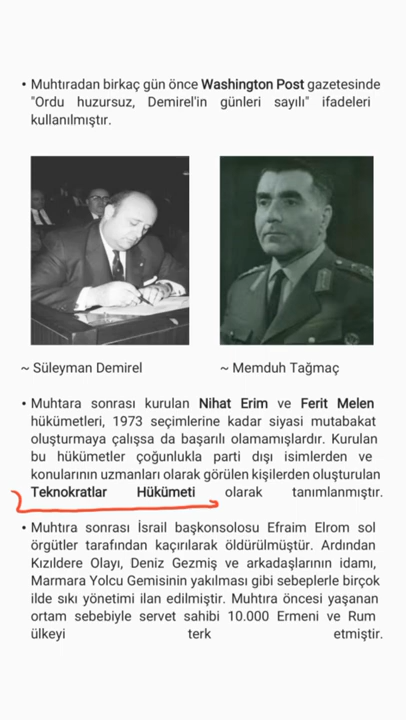 • Muhtıradan birkaç gün önce Washington Post gazetesinde
"Ordu huzursuz, Demirel'in günleri sayılı" ifadeleri
kullanılmıştır.
~ Süleyman Demirel
~ Memduh Tağmaç
• Muhtara sonrası kurulan Nihat Erim ve Ferit Melen
hükümetleri, 1973 seçimlerine kadar siyasi mutabakat
oluşturmaya çalışsa da başarılı olamamışlardır. Kurulan
bu hükümetler çoğunlukla parti dışı isimlerden ve
konularının uzmanları olarak görülen kişilerden oluşturulan
Teknokratlar Hükümeti olarak tanımlanmıştır.
• Muhtıra sonrası İsrail başkonsolosu Efraim Elrom sol
örgütler tarafından kaçırılarak öldürülmüştür. Ardından
Kızıldere Olayı, Deniz Gezmiş ve arkadaşlarının idamı,
Marmara Yolcu Gemisinin yakılması gibi sebeplerle birçok
ilde sıkı yönetimi ilan edilmiştir. Muhtıra öncesi yaşanan
ortam sebebiyle servet sahibi 10.000 Ermeni ve Rum
ülkeyi terk etmiştir.